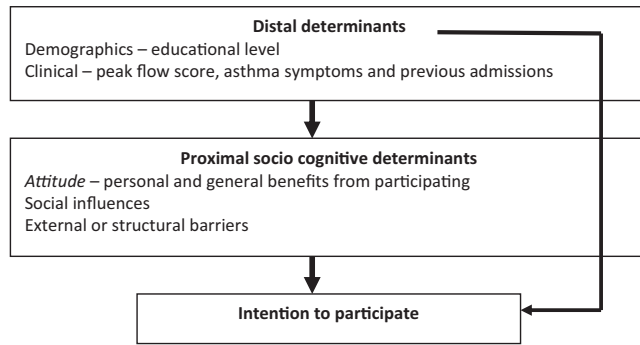 Distal determinants
Demographics – educational level
Clinical – peak flow score, asthma symptoms and previous admissions
Proximal socio cognitive determinants
Attitude – personal and general benefits from participating
Social influences
External or structural barriers
Intention to participate